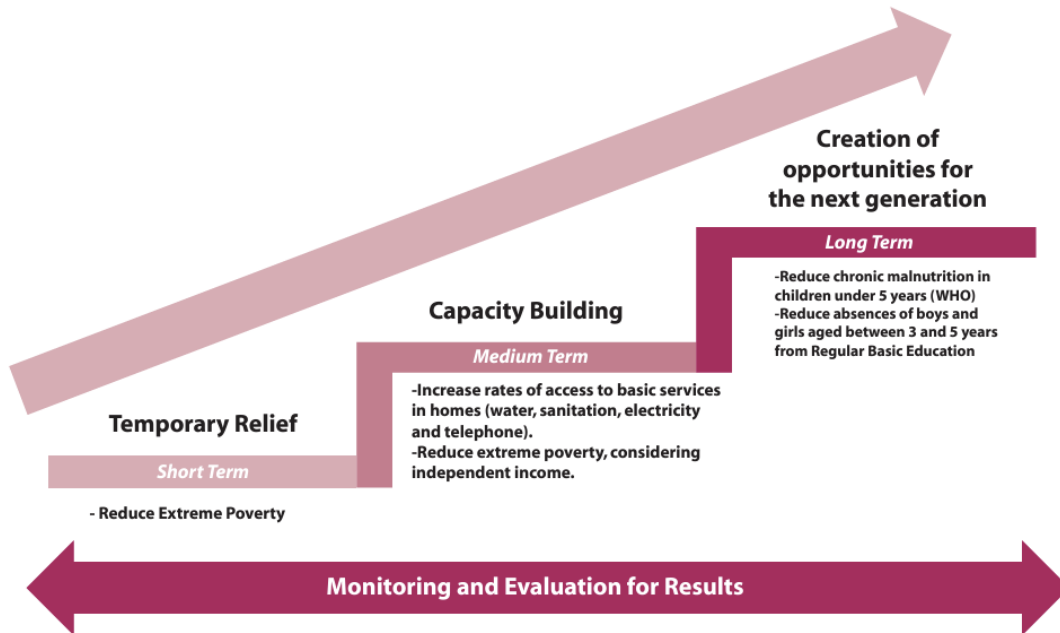 Creation of
opportunities for
the next generation
Long Term
-Reduce chronic malnutrition in
children under 5 years (WHO)
-Reduce absences of boys and
girls aged between 3 and 5 years
from Regular Basic Education
Capacity Building
Medium Term
-Increase rates of access to basic services
in homes (water, sanitation, electricity
and telephone).
-Reduce extreme poverty, considering
independent income.
Temporary Relief
Short Term
- Reduce Extreme Poverty
Monitoring and Evaluation for Results